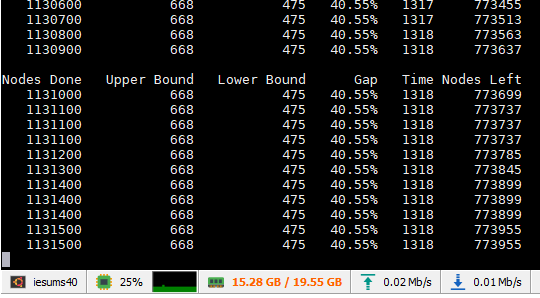 1130600 668 475 40.55% 1317 773455
1130700 668 475 40.55% 1317 773513
1130800 668 475 40.55% 1318 773563
1130900 668 475 40.55% 1318 773637
Nodes Done Upper Bound Lower Bound Gap Time Nodes Left
1131000 668 475 40.55% 1318 773699
1131100 668 475 40.55% 1318 773737
1131100 668 475 40.55% 1318 773737
1131100 668 475 40.55% 1318 773737
1131200 668 475 40.55% 1318 773785
1131300 668 475 40.55% 1318 773845
1131400 668 475 40.55% 1318 773899
1131400 668 475 40.55% 1318 773899
1131400 668 475 40.55% 1318 773899
1131500 668 475 40.55% 1318 773955
1131500 668 475 40.55% 1318 773955
iesums40 25% 15.28 GB / 19.55 GB 0.02 Mb/s 0.01 Mb/s